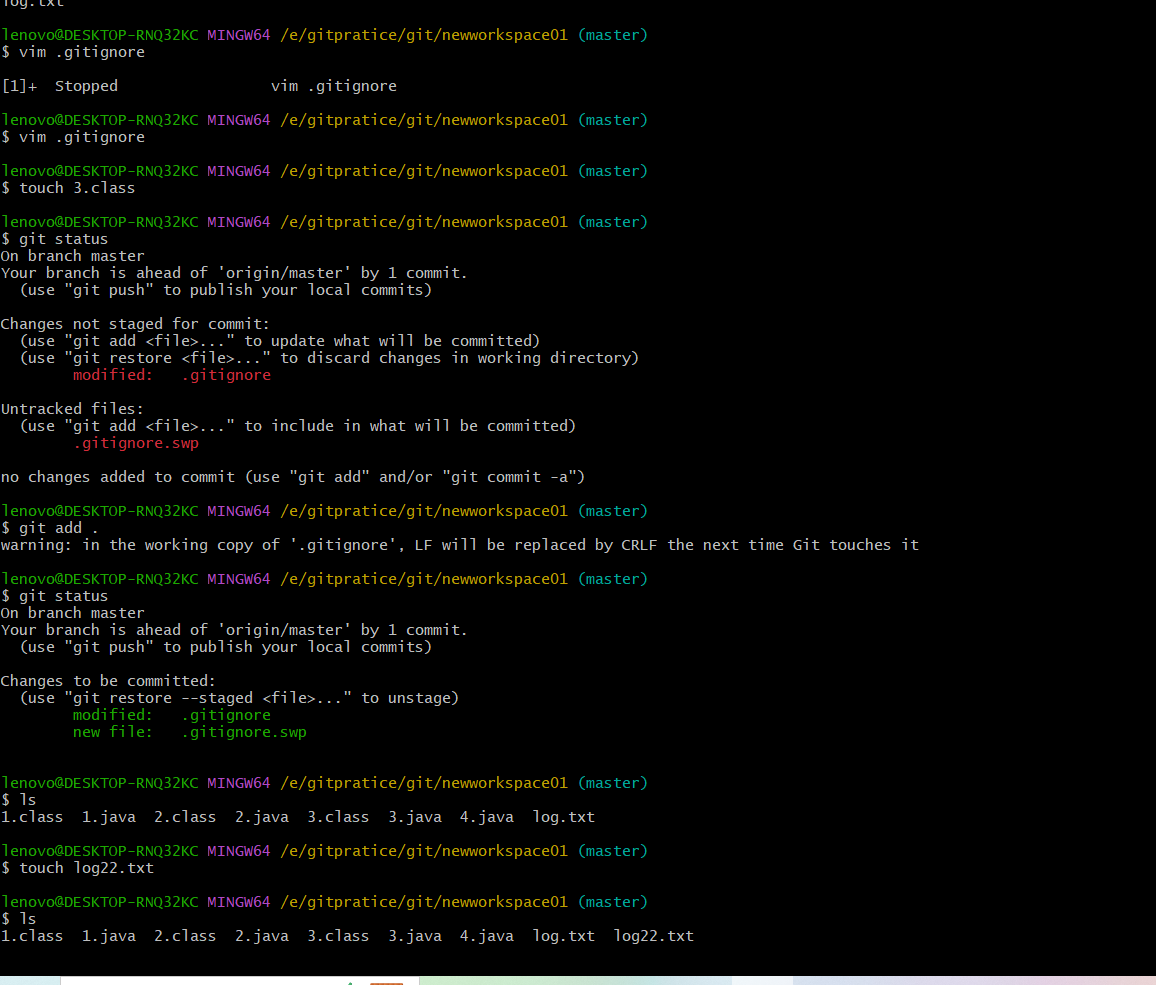 log.txt
lenovo@DESKTOP-RNQ32KC MINGW64 /e/gitpratice/git/newworkspace01 (master)
$ vim .gitignore
[1]+  Stopped                 vim .gitignore
lenovo@DESKTOP-RNQ32KC MINGW64 /e/gitpratice/git/newworkspace01 (master)
$ vim .gitignore
lenovo@DESKTOP-RNQ32KC MINGW64 /e/gitpratice/git/newworkspace01 (master)
$ touch 3.class
lenovo@DESKTOP-RNQ32KC MINGW64 /e/gitpratice/git/newworkspace01 (master)
$ git status
On branch master
Your branch is ahead of 'origin/master' by 1 commit.
  (use "git push" to publish your local commits)
Changes not staged for commit:
  (use "git add <file>..." to update what will be committed)
  (use "git restore <file>..." to discard changes in working directory)
        modified:   .gitignore
Untracked files:
  (use "git add <file>..." to include in what will be committed)
        .gitignore.swp
no changes added to commit (use "git add" and/or "git commit -a")
lenovo@DESKTOP-RNQ32KC MINGW64 /e/gitpratice/git/newworkspace01 (master)
$ git add .
warning: in the working copy of '.gitignore', LF will be replaced by CRLF the next time Git touches it
lenovo@DESKTOP-RNQ32KC MINGW64 /e/gitpratice/git/newworkspace01 (master)
$ git status
On branch master
Your branch is ahead of 'origin/master' by 1 commit.
  (use "git push" to publish your local commits)
Changes to be committed:
  (use "git restore --staged <file>..." to unstage)
        modified:   .gitignore
        new file:   .gitignore.swp
lenovo@DESKTOP-RNQ32KC MINGW64 /e/gitpratice/git/newworkspace01 (master)
$ ls
1.class  1.java  2.class  2.java  3.class  3.java  4.java  log.txt
lenovo@DESKTOP-RNQ32KC MINGW64 /e/gitpratice/git/newworkspace01 (master)
$ touch log22.txt
lenovo@DESKTOP-RNQ32KC MINGW64 /e/gitpratice/git/newworkspace01 (master)
$ ls
1.class  1.java  2.class  2.java  3.class  3.java  4.java  log.txt  log22.txt